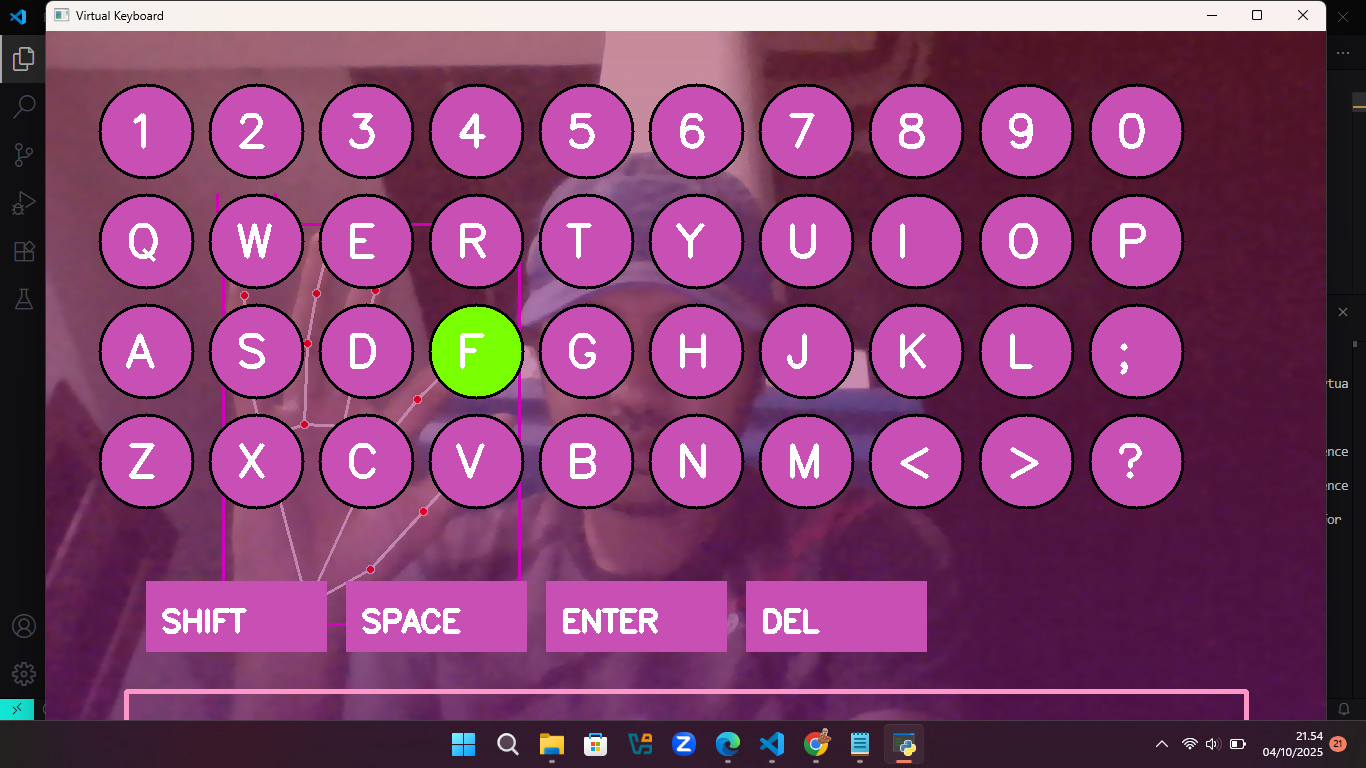 Virtual Keyboard
1 2 3 4 5 6 7 8 9 0
Q W E R T Y U I O P
A S D F G H J K L ;
Z X C V B N M < > ?
SHIFT SPACE ENTER DEL
rtua
ence
ence
for
21.54
04/10/2025
21